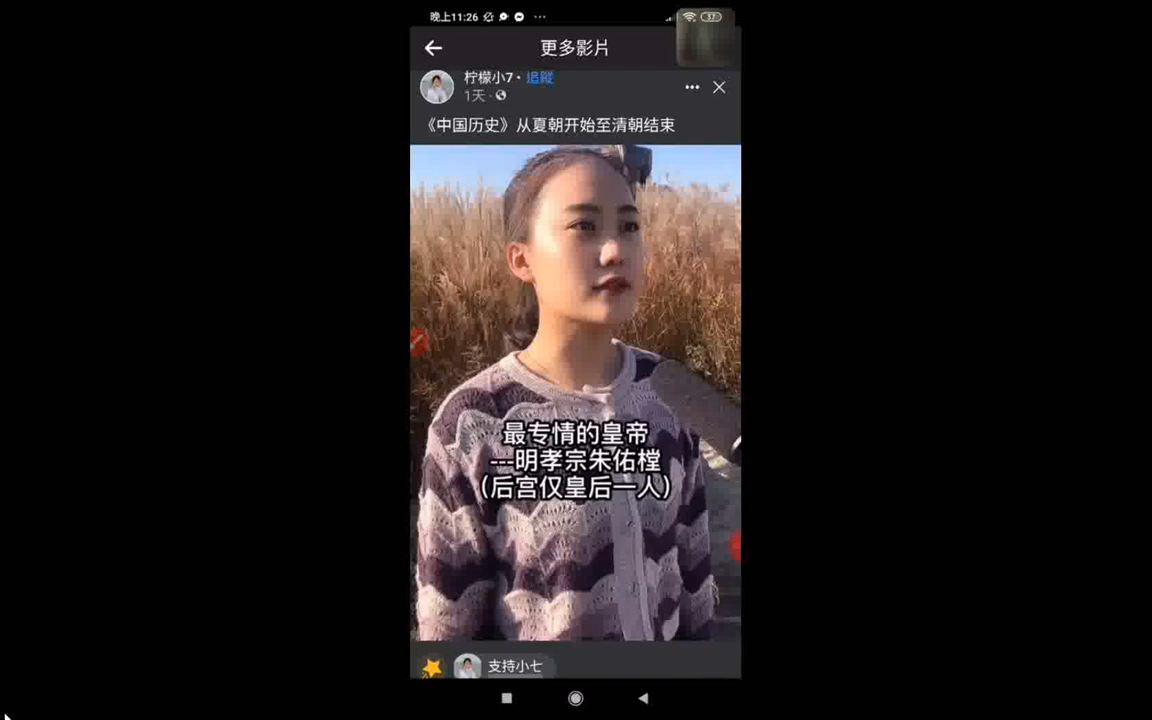 晚上11:26
37
更多影片
柠檬小7 · 追蹤
1天 ·
《中国历史》从夏朝开始至清朝结束
最专情的皇帝
---明孝宗朱佑樘
（后宫仅皇后一人）
支持小七